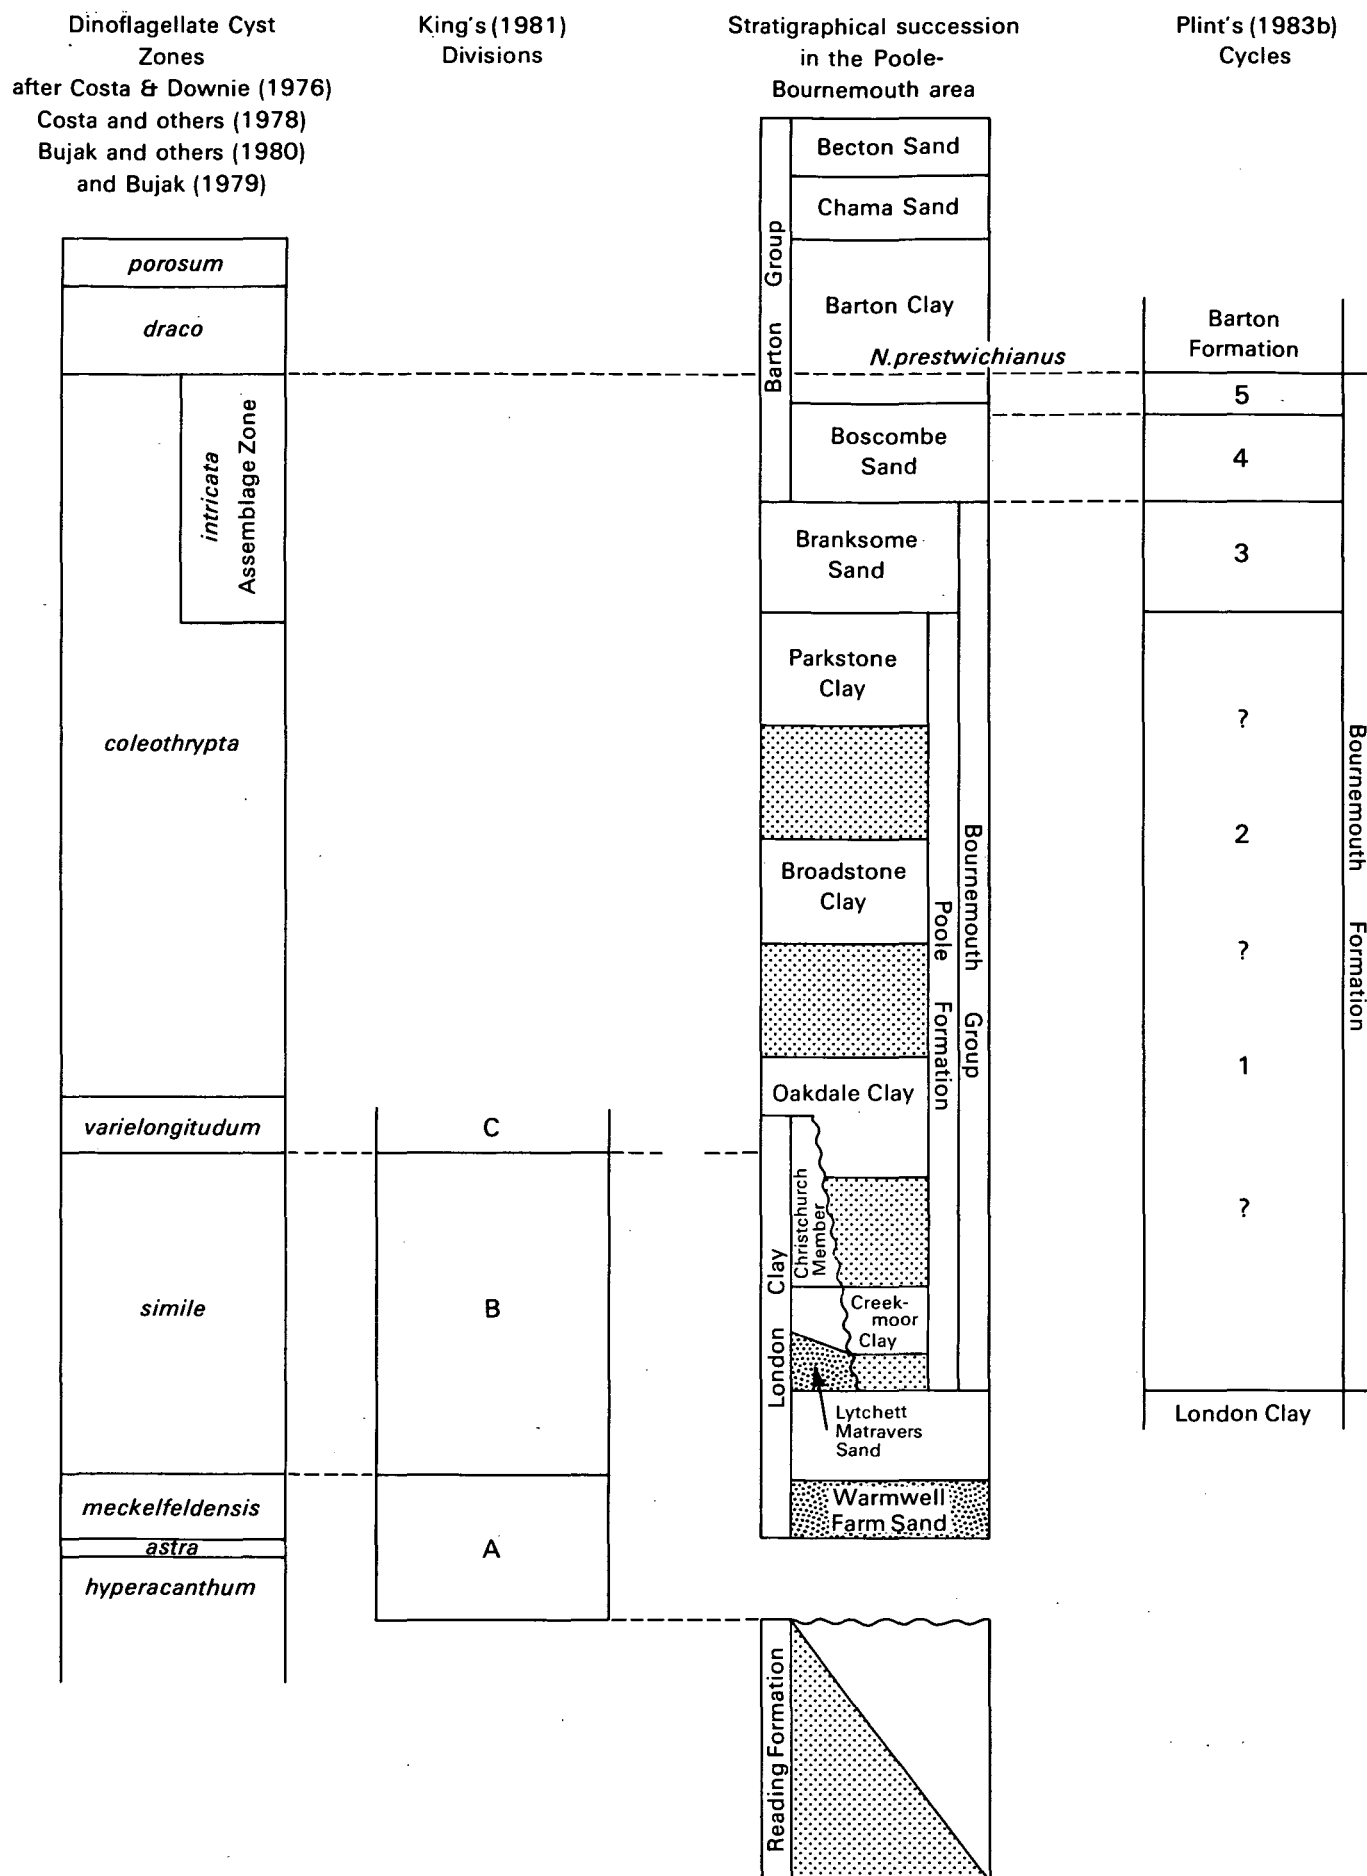 Dinoflagellate Cyst
Zones
after Costa & Downie (1976)
Costa and others (1978)
Bujak and others (1980)
and Bujak (1979)
porosum
draco
intricata
Assemblage Zone
coleothrypta
varielongitudum
simile
meckelfeldensis
astra
hyperacanthum
King's (1981)
Divisions
C
B
A
Stratigraphical succession
in the Poole-
Bournemouth area
Barton Group
Becton Sand
Chama Sand
Barton Clay
N.prestwichianus
Boscombe
Sand
Branksome
Sand
Parkstone
Clay
Broadstone
Clay
Oakdale Clay
Poole Formation
Bournemouth Group
London Clay
Christchurch
Member
Creek-
moor
Clay
Lytchett
Matravers
Sand
Warmwell
Farm Sand
Reading Formation
Plint's (1983b)
Cycles
Barton
Formation
5
4
3
?
2
?
1
?
Bournemouth Formation
London Clay